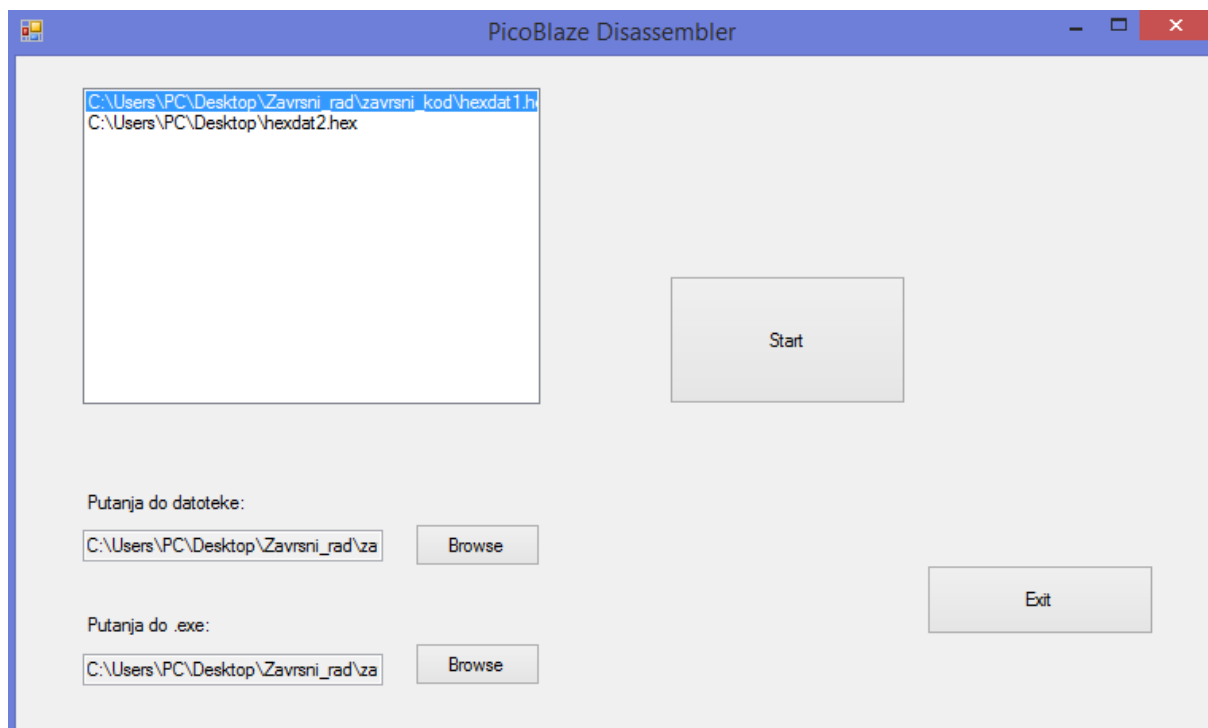 PicoBlaze Disassembler
C:\Users\PC\Desktop\Zavrsni_rad\zavrsni_kod\hexdat1.he
C:\Users\PC\Desktop\hexdat2.hex
Start
Putanja do datoteke:
C:\Users\PC\Desktop\Zavrsni_rad\za
Browse
Exit
Putanja do .exe:
C:\Users\PC\Desktop\Zavrsni_rad\za
Browse